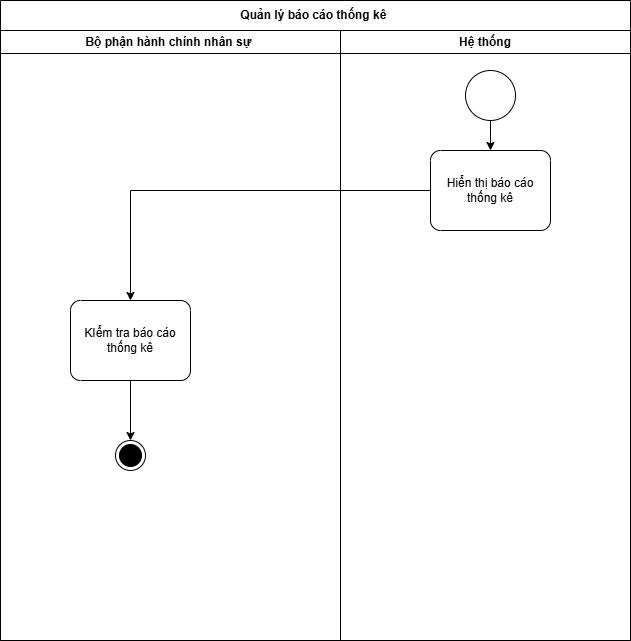 Quản lý báo cáo thống kê
Bộ phận hành chính nhân sự
Hệ thống
Hiển thị báo cáo
thống kê
Kiểm tra báo cáo
thống kê